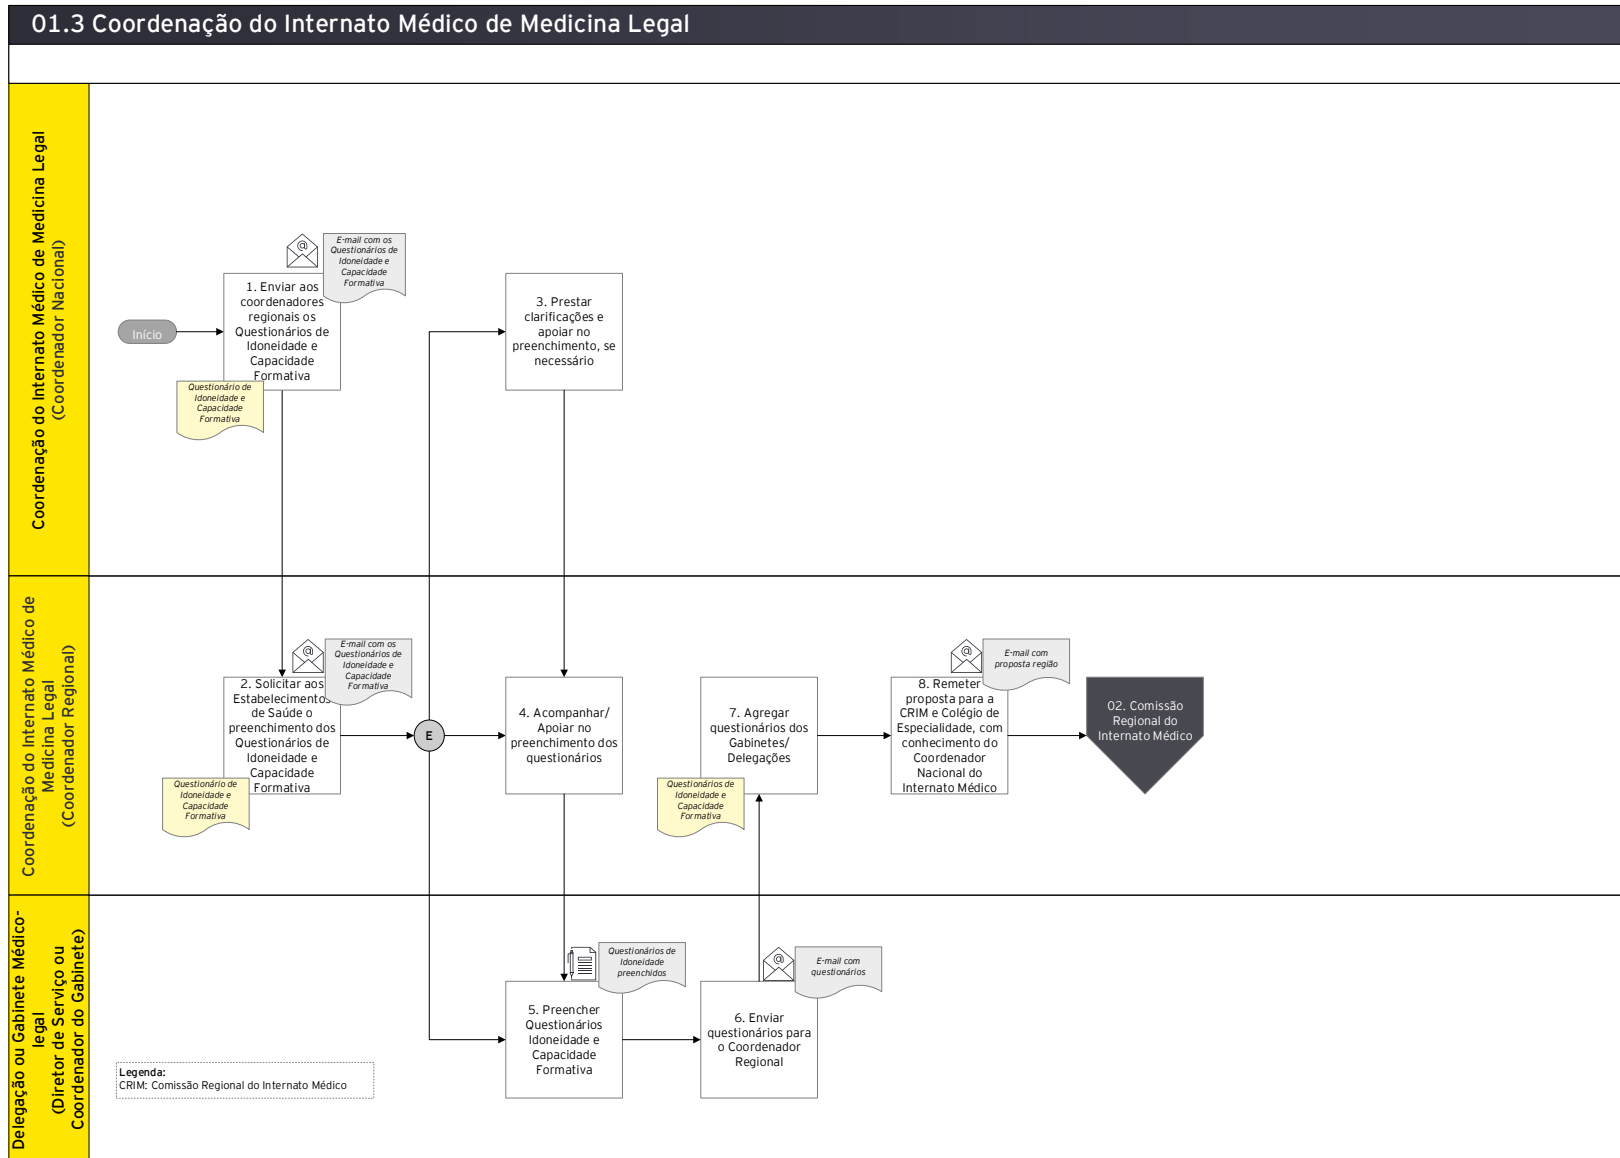 01.3 Coordenação do Internato Médico de Medicina Legal
Coordenação do Internato Médico de Medicina Legal
(Coordenador Nacional)
Início
1. Enviar aos
coordenadores
regionais os
Questionários de
Idoneidade e
Capacidade
Formativa
@
E-mail com os
Questionários de
Idoneidade e
Capacidade
Formativa
Questionário de
Idoneidade e
Capacidade
Formativa
3. Prestar
clarificações e
apoiar no
preenchimento, se
necessário
Coordenação do Internato Médico de
Medicina Legal
(Coordenador Regional)
2. Solicitar aos
Estabelecimentos
de Saúde o
preenchimento dos
Questionários de
Idoneidade e
Capacidade
Formativa
@
E-mail com os
Questionários de
Idoneidade e
Capacidade
Formativa
Questionário de
Idoneidade e
Capacidade
Formativa
E
4. Acompanhar/
Apoiar no
preenchimento dos
questionários
7. Agregar
questionários dos
Gabinetes/
Delegações
Questionários de
Idoneidade e
Capacidade
Formativa
8. Remeter
proposta para a
CRIM e Colégio de
Especialidade, com
conhecimento do
Coordenador
Nacional do
Internato Médico
@
E-mail com
proposta região
02. Comissão
Regional do
Internato Médico
Delegação ou Gabinete Médico-
legal
(Diretor de Serviço ou
Coordenador do Gabinete)
5. Preencher
Questionários
Idoneidade e
Capacidade
Formativa
Questionários de
Idoneidade
preenchidos
6. Enviar
questionários para
o Coordenador
Regional
@
E-mail com
questionários
Legenda:
CRIM: Comissão Regional do Internato Médico